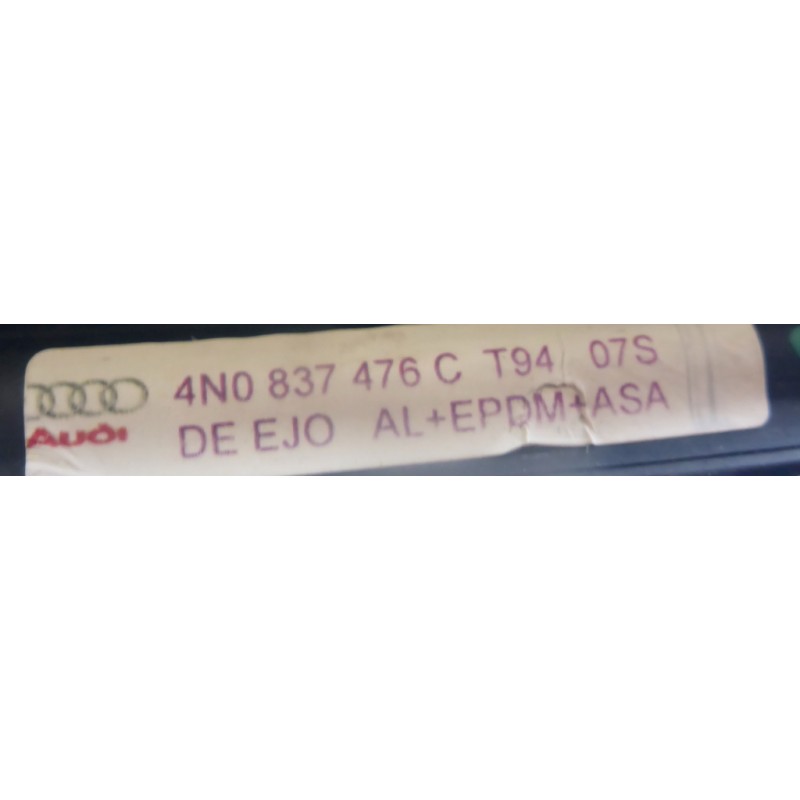 4N0 837 476 C T94 07S
Audi DE EJO AL+EPDM+ASA